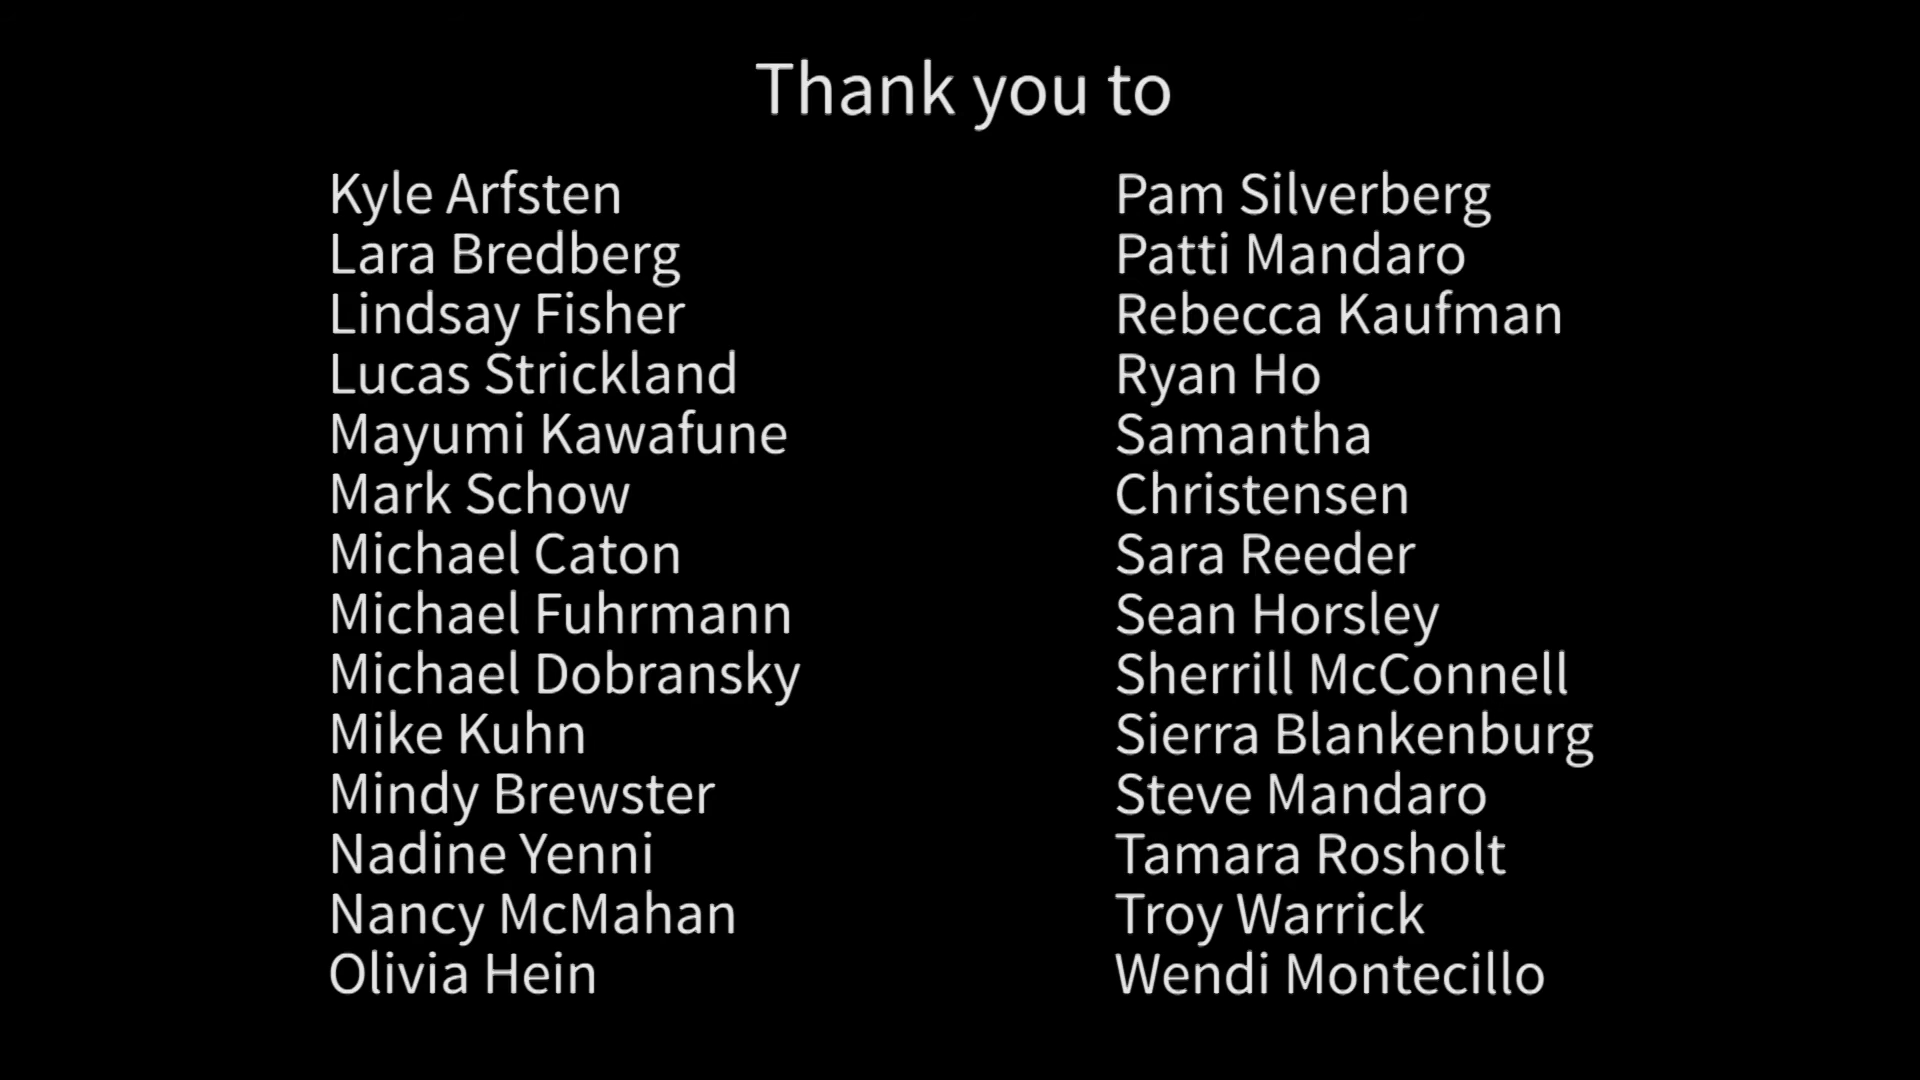 Thank you to
Kyle Arfsten
Lara Bredberg
Lindsay Fisher
Lucas Strickland
Mayumi Kawafune
Mark Schow
Michael Caton
Michael Fuhrmann
Michael Dobransky
Mike Kuhn
Mindy Brewster
Nadine Yenni
Nancy McMahan
Olivia Hein
Pam Silverberg
Patti Mandaro
Rebecca Kaufman
Ryan Ho
Samantha
Christensen
Sara Reeder
Sean Horsley
Sherrill McConnell
Sierra Blankenburg
Steve Mandaro
Tamara Rosholt
Troy Warrick
Wendi Montecillo